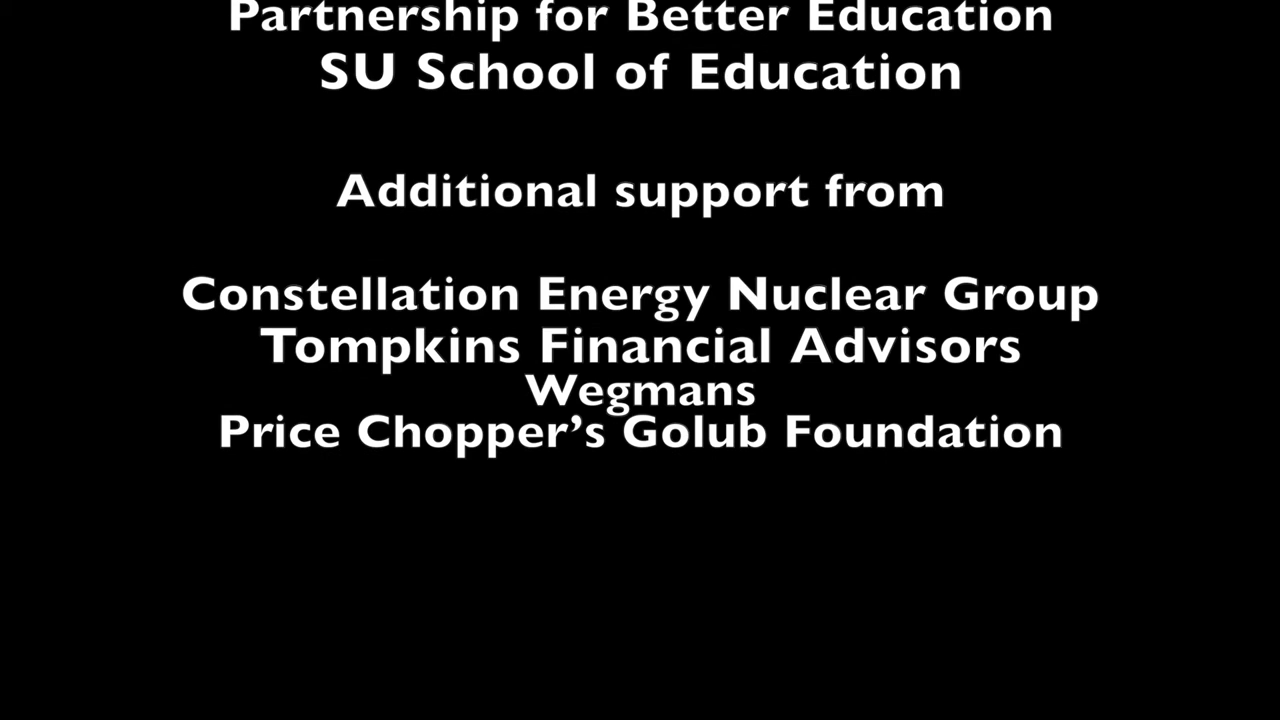 Partnership for Better Education
SU School of Education
Additional support from
Constellation Energy Nuclear Group
Tompkins Financial Advisors
Wegmans
Price Chopper’s Golub Foundation